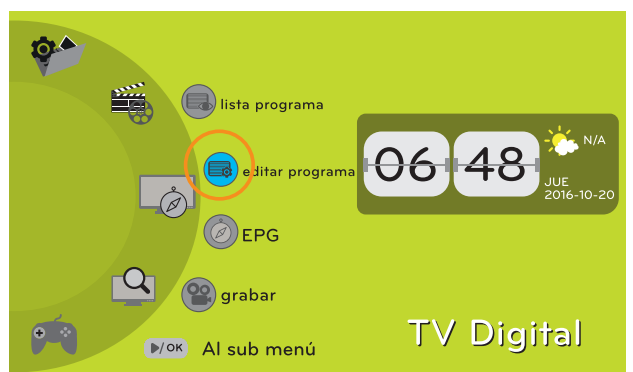 lista programa
editar programa
EPG
grabar
▶/OK Al sub menú
06 48
N/A
JUE
2016-10-20
TV Digital